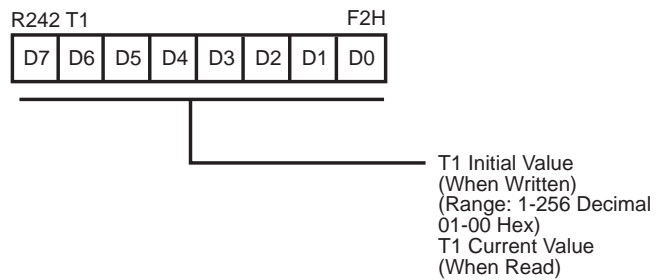 R242 T1 F2H
D7 D6 D5 D4 D3 D2 D1 D0
T1 Initial Value
(When Written)
(Range: 1-256 Decimal
01-00 Hex)
T1 Current Value
(When Read)